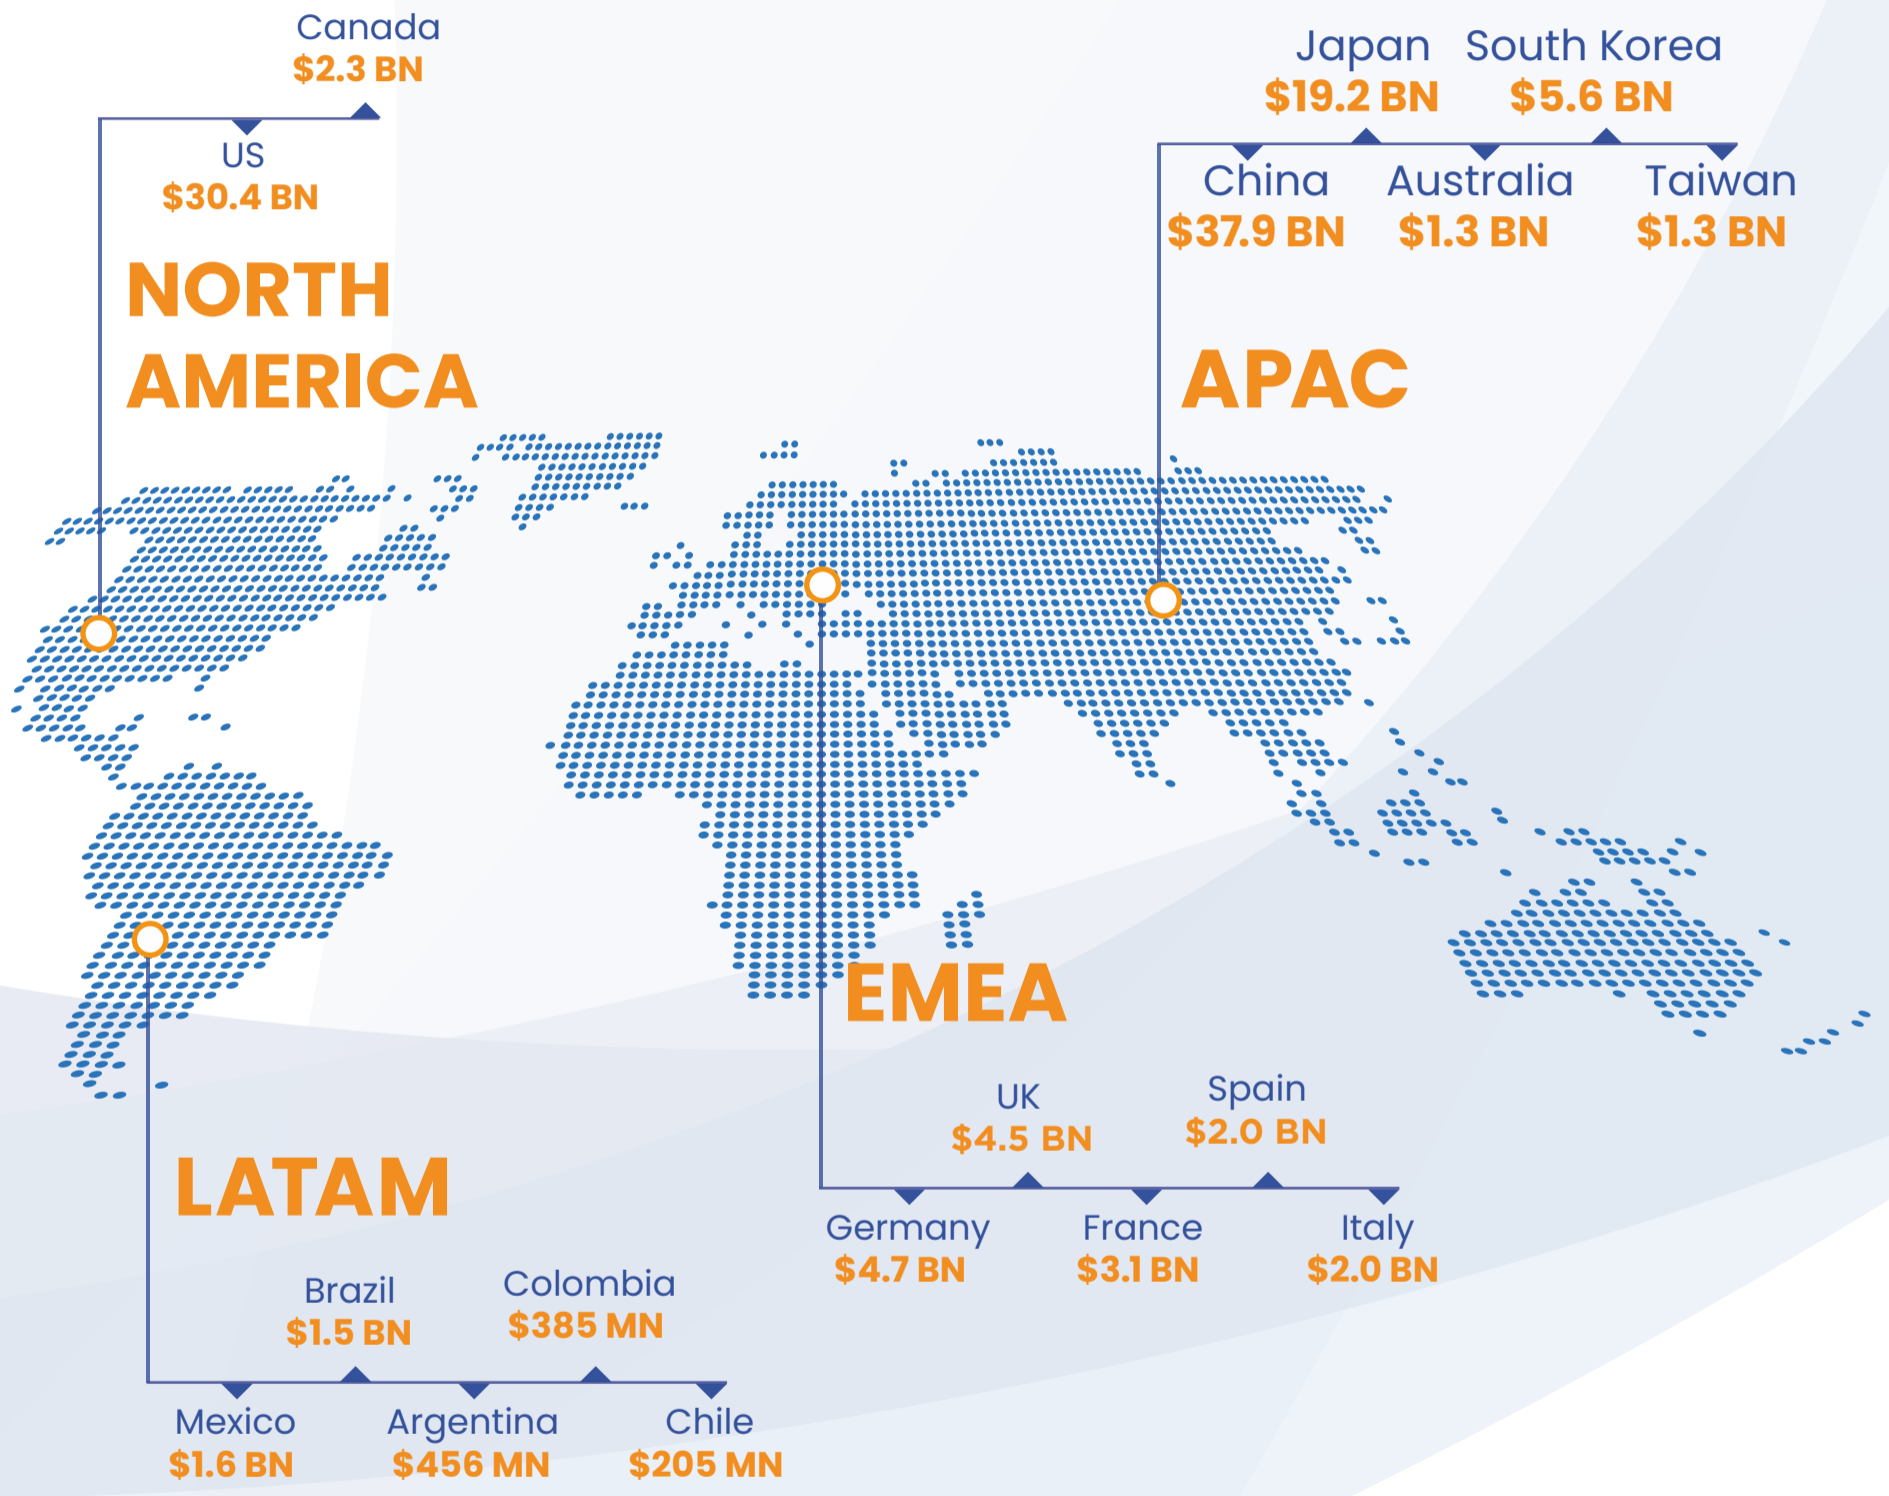 Canada
$2.3 BN
US
$30.4 BN
NORTH
AMERICA
Japan
$19.2 BN
South Korea
$5.6 BN
China
$37.9 BN
Australia
$1.3 BN
Taiwan
$1.3 BN
APAC
EMEA
UK
$4.5 BN
Spain
$2.0 BN
Germany
$4.7 BN
France
$3.1 BN
Italy
$2.0 BN
LATAM
Brazil
$1.5 BN
Colombia
$385 MN
Mexico
$1.6 BN
Argentina
$456 MN
Chile
$205 MN